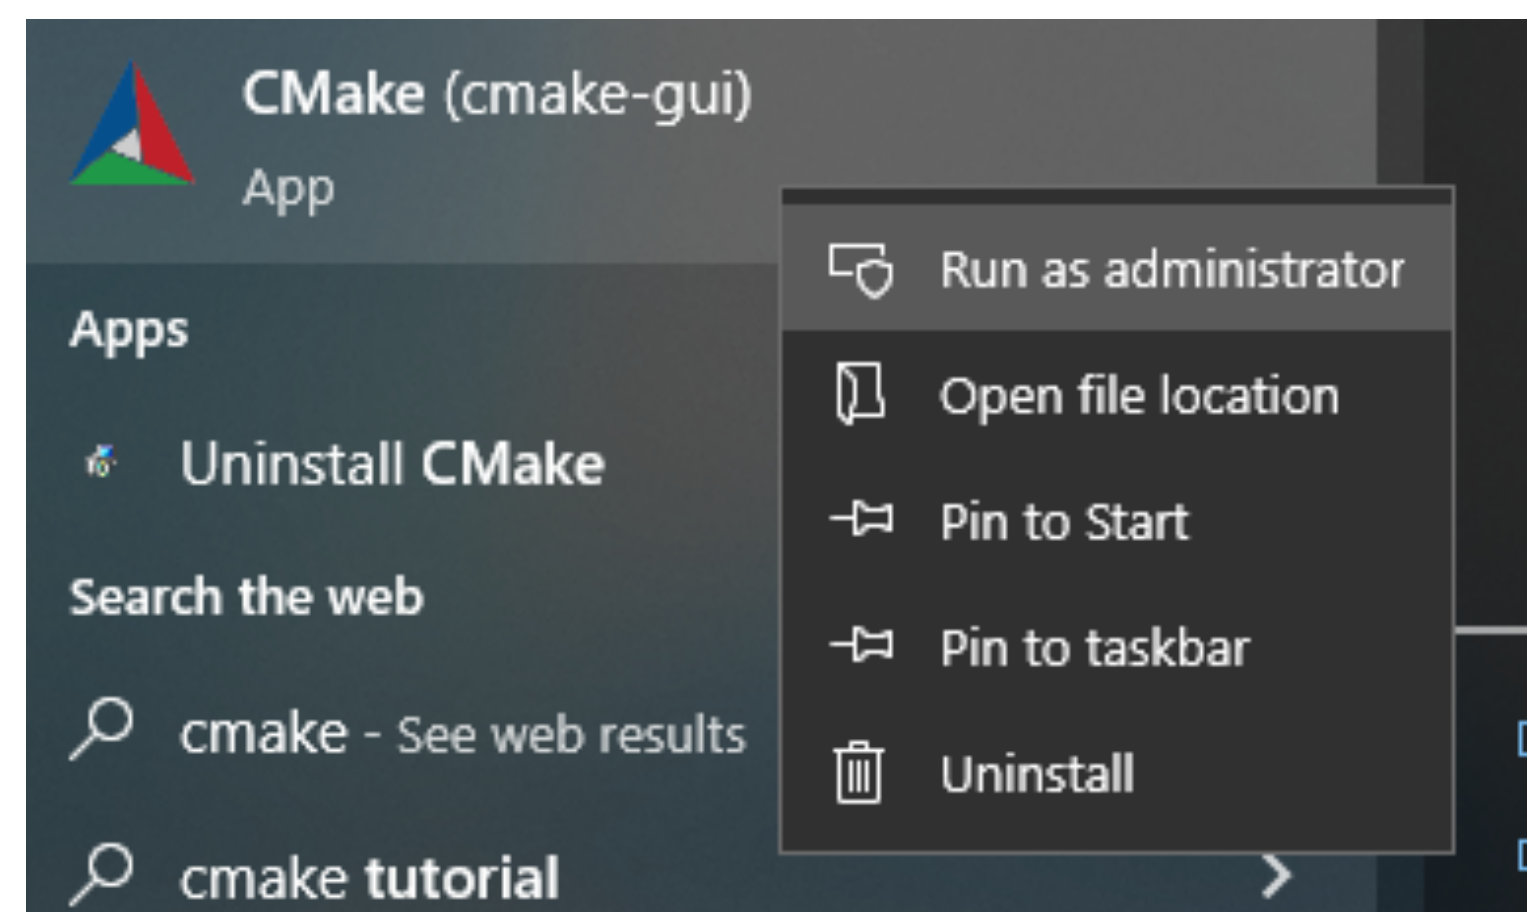 CMake (cmake-gui)
App
Run as administrator
Open file location
Pin to Start
Pin to taskbar
Uninstall
Apps
Uninstall CMake
Search the web
cmake - See web results
cmake tutorial